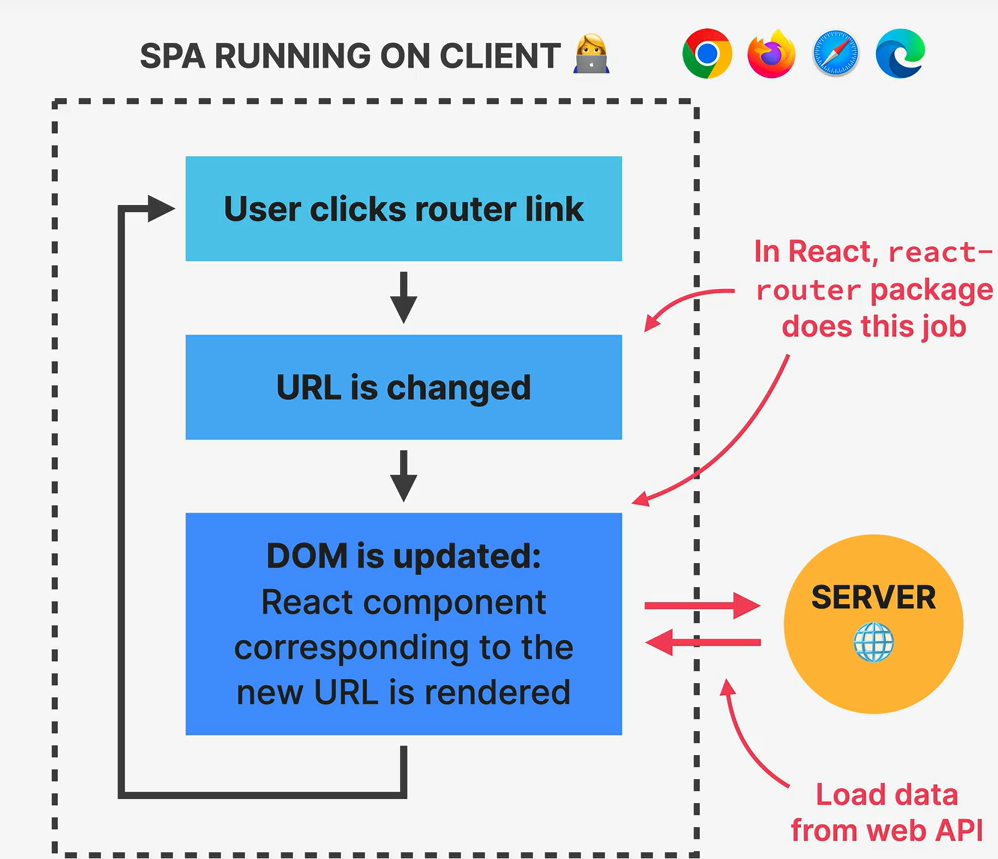 SPA RUNNING ON CLIENT
User clicks router link
In React, react-
router package
does this job
URL is changed
DOM is updated:
React component
corresponding to the
new URL is rendered
SERVER
Load data
from web API